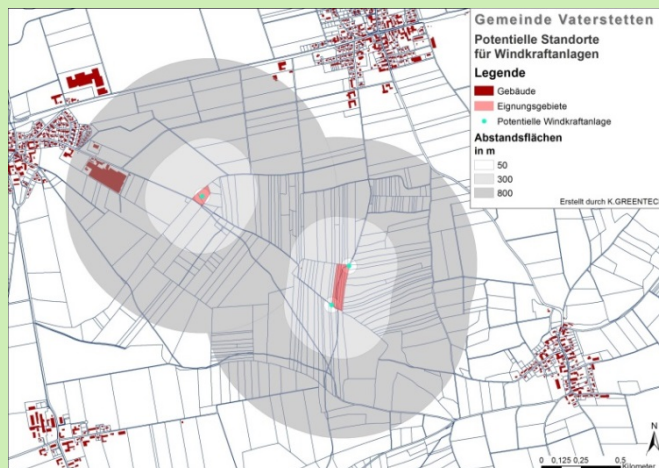 Gemeinde Vaterstetten
Potentielle Standorte
für Windkraftanlagen
Legende
Gebäude
Eignungsgebiete
Potentielle Windkraftanlage
Abstandsflächen
in m
50
300
800
Erstellt durch K.GREENTECH
N
0 0,125 0,25 0,5
Kilometer